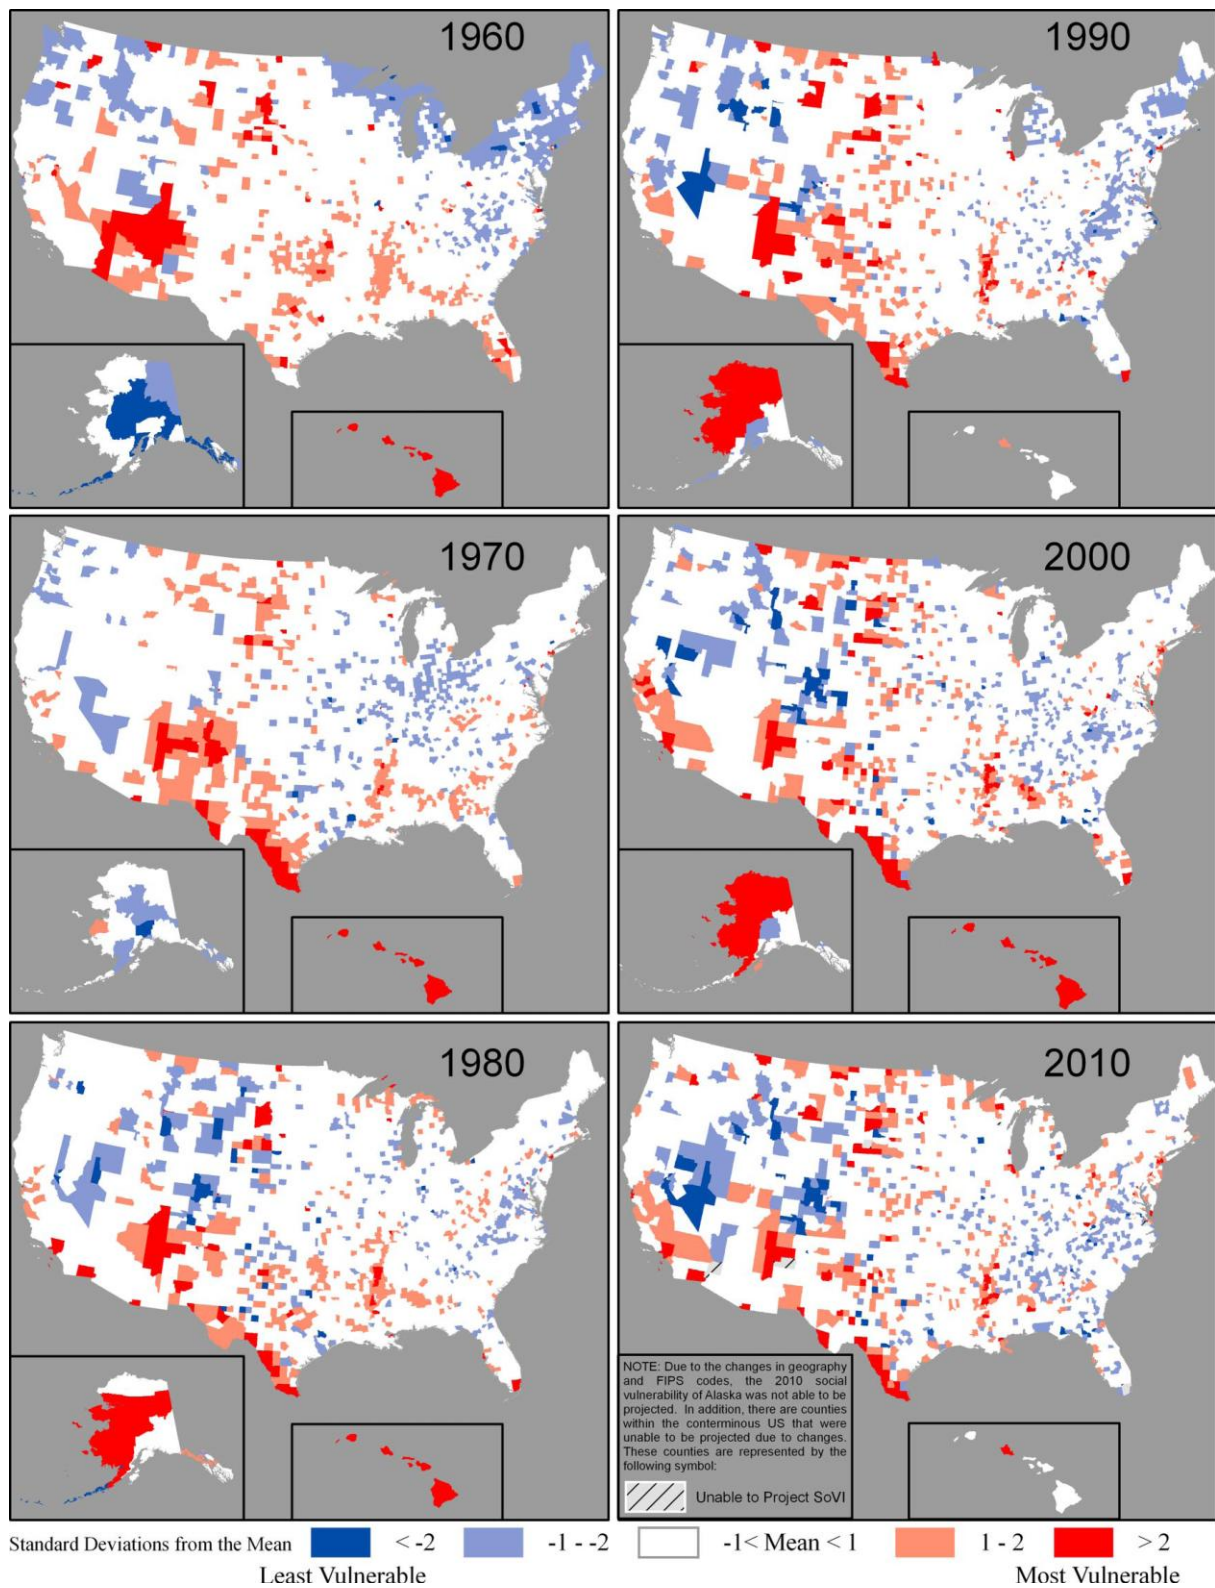 1960
1990
1970
2000
1980
2010
NOTE: Due to the changes in geography
and FIPS codes, the 2010 social
vulnerability of Alaska was not able to be
projected. In addition, there are counties
within the conterminous US that were
unable to be projected due to changes.
These counties are represented by the
following symbol:
Unable to Project SoVI
Standard Deviations from the Mean < -2 -1 - -2 -1< Mean < 1 1 - 2 > 2
Least Vulnerable Most Vulnerable